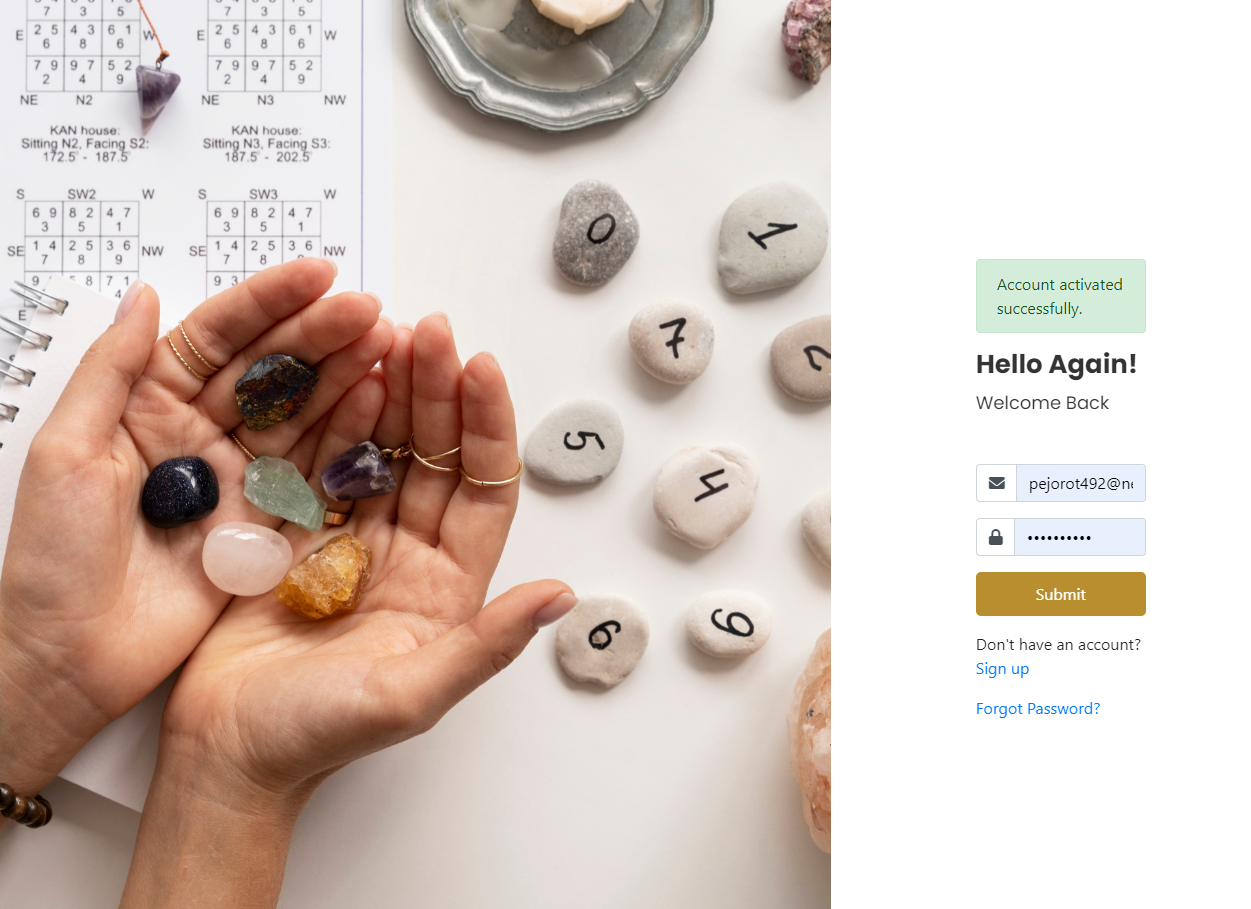 7 3 5
7 3 5
E 2 5 6 4 3 8 6 1 6 W
E 2 5 6 4 3 8 6 1 6 W
7 9 2 9 7 4 5 2 9
7 9 2 9 7 4 5 2 9
NE N2
NE N3 NW
KAN house:
Sitting N2, Facing S2:
172.5° - 187.5°
KAN house:
Sitting N3, Facing S3:
187.5° - 202.5°
S SW2 W
6 9 3 8 2 5 4 7 1
SE 1 4 7 2 5 8 3 6 9 NW
9 5 8 7 1 4
E
S SW3 W
6 9 3 8 2 5 4 7 1
SE 1 4 7 2 5 8 3 6 9 NW
9 3
0
1
7
5
4
6
9
Account activated
successfully.
Hello Again!
Welcome Back
pejorot492@ne
Submit
Don't have an account?
Sign up
Forgot Password?